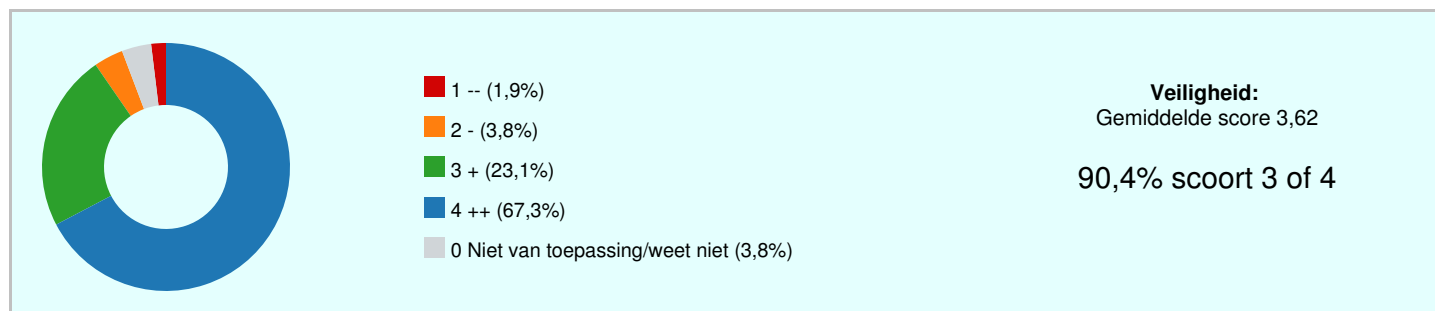 1 -- (1,9%)
2 - (3,8%)
3 + (23,1%)
4 ++ (67,3%)
0 Niet van toepassing/weet niet (3,8%)
Veiligheid:
Gemiddelde score 3,62
90,4% scoort 3 of 4